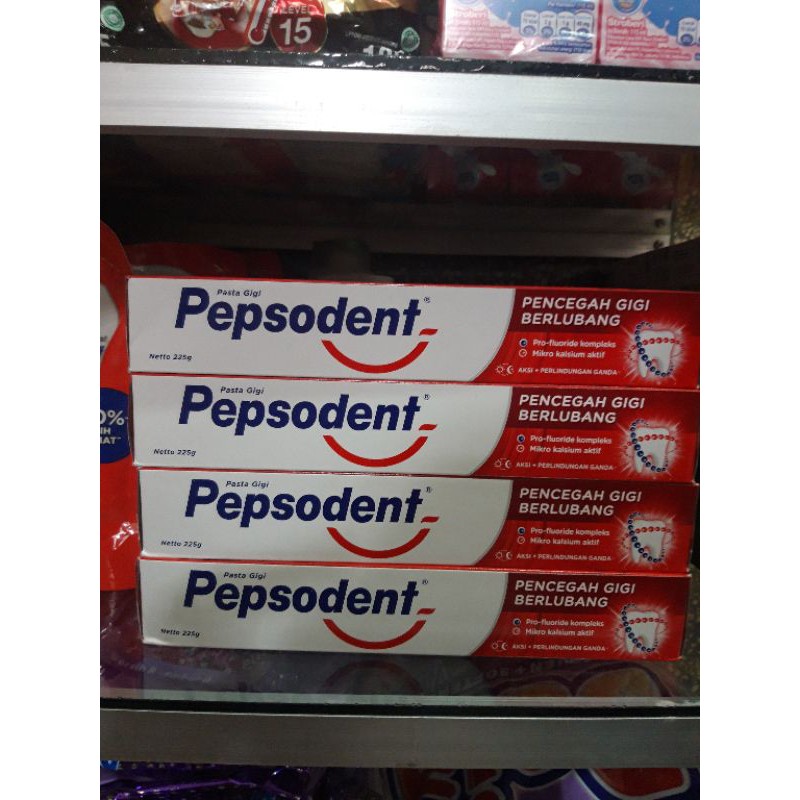 LEVEL
15
Pasta Gigi
Pepsodent®
Netto 225g
PENCEGAH GIGI
BERLUBANG
Pro-fluoride kompleks
Mikro kalsium aktif
AKSI + PERLINDUNGAN GANDA
Pasta Gigi
Pepsodent®
Netto 225g
PENCEGAH GIGI
BERLUBANG
Pro-fluoride kompleks
Mikro kalsium aktif
AKSI + PERLINDUNGAN GANDA
0%
Pasta Gigi
Pepsodent®
Netto 225g
PENCEGAH GIGI
BERLUBANG
Pro-fluoride kompleks
Mikro kalsium aktif
AKSI + PERLINDUNGAN GANDA
Pasta Gigi
Pepsodent®
Netto 225g
PENCEGAH GIGI
BERLUBANG
Pro-fluoride kompleks
Mikro kalsium aktif
AKSI + PERLINDUNGAN GANDA